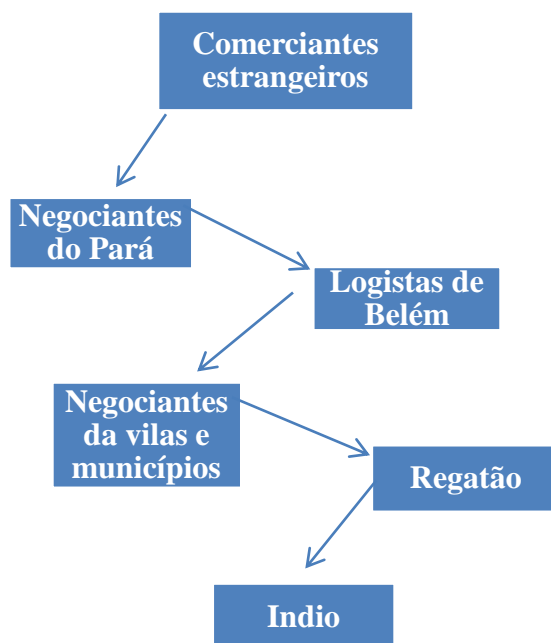 Comerciantes
estrangeiros
Negociantes
do Pará
Logistas de
Belém
Negociantes
da vilas e
municípios
Regatão
Indio